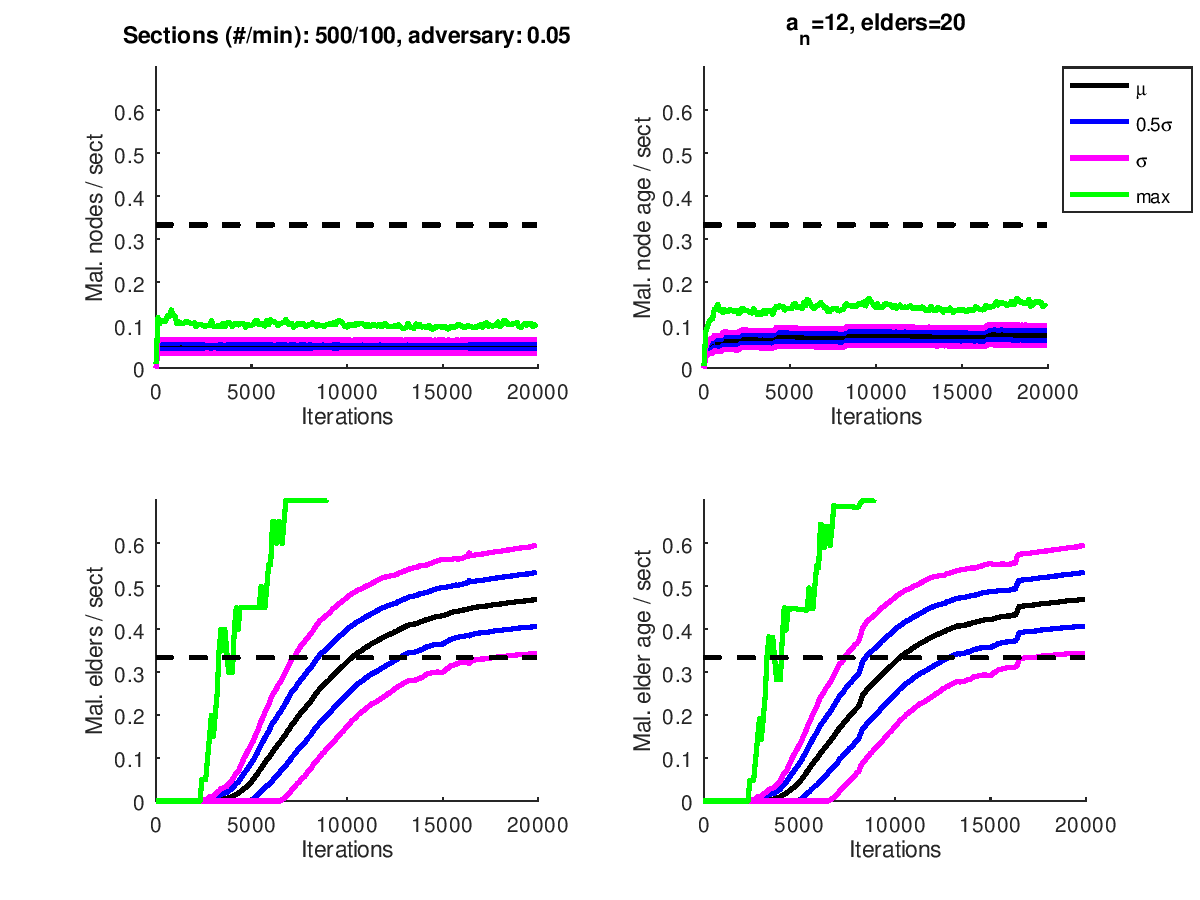 Sections (#/min): 500/100, adversary: 0.05
a_n=12, elders=20
μ
0.5σ
σ
max
Mal. nodes / sect
0.6
0.5
0.4
0.3
0.2
0.1
0
0 5000 10000 15000 20000
Iterations
Mal. node age / sect
0.6
0.5
0.4
0.3
0.2
0.1
0
0 5000 10000 15000 20000
Iterations
Mal. elders / sect
0.6
0.5
0.4
0.3
0.2
0.1
0
0 5000 10000 15000 20000
Iterations
Mal. elder age / sect
0.6
0.5
0.4
0.3
0.2
0.1
0
0 5000 10000 15000 20000
Iterations